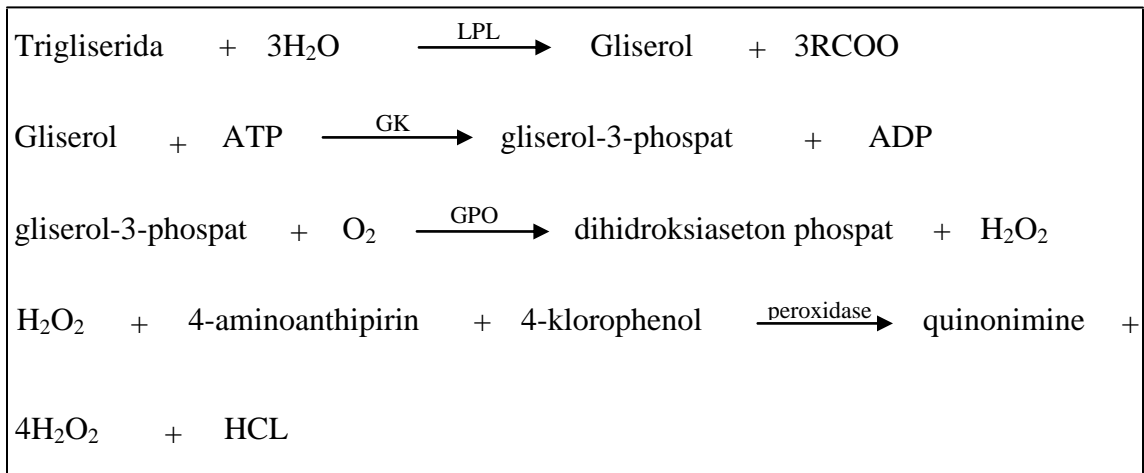 Trigliserida + 3H₂O LPL Gliserol + 3RCOO
Gliserol + ATP GK gliserol-3-phospat + ADP
gliserol-3-phospat + O₂ GPO dihidroksiaseton phospat + H₂O₂
H₂O₂ + 4-aminoanthipirin + 4-klorophenol peroxidase quinonimine +
4H₂O₂ + HCL